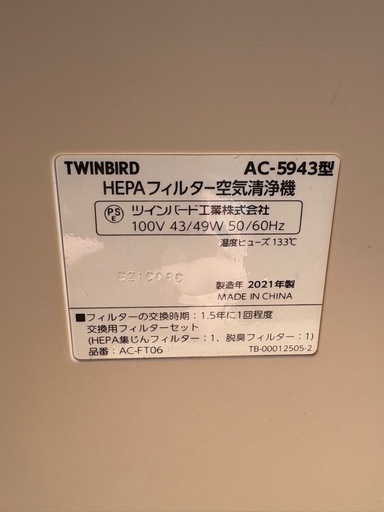 TWINBIRD AC-5943型
HEPAフィルター空気清浄機
PSE ツインバード工業株式会社
100V 43/49W 50/60Hz
温度ヒューズ 133℃
製造年 2021年製
MADE IN CHINA
■フィルターの交換時期:1.5年に1回程度
交換用フィルターセット
(HEPA集じんフィルター:1、脱臭フィルター:1)
品番:AC-FT06 TB-00012505-2